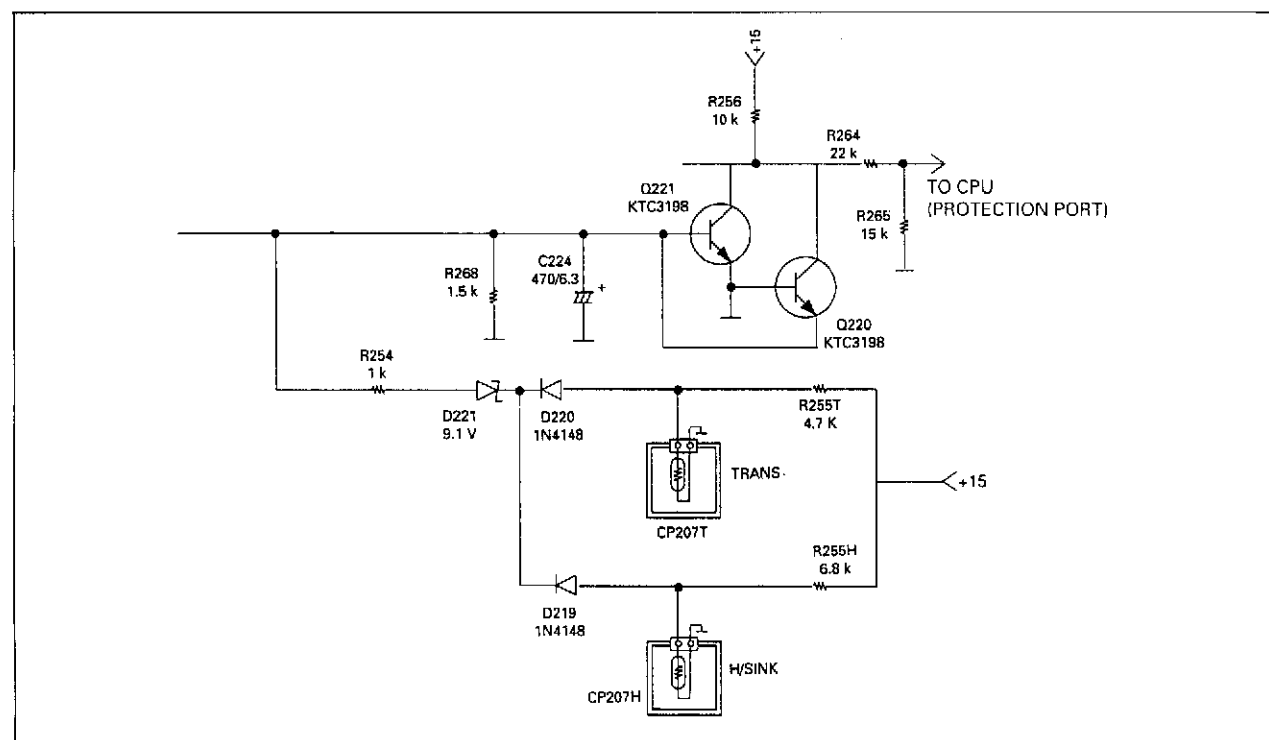 +15
R256
10 k
R264
22 k
TO CPU
(PROTECTION PORT)
Q221
KTC3198
R265
15 k
C224
470/6.3
+
R268
1.5 k
Q220
KTC3198
R254
1 k
D221
9.1 V
D220
1N4148
R255T
4.7 K
TRANS
+15
CP207T
R255H
6.8 k
D219
1N4148
H/SINK
CP207H